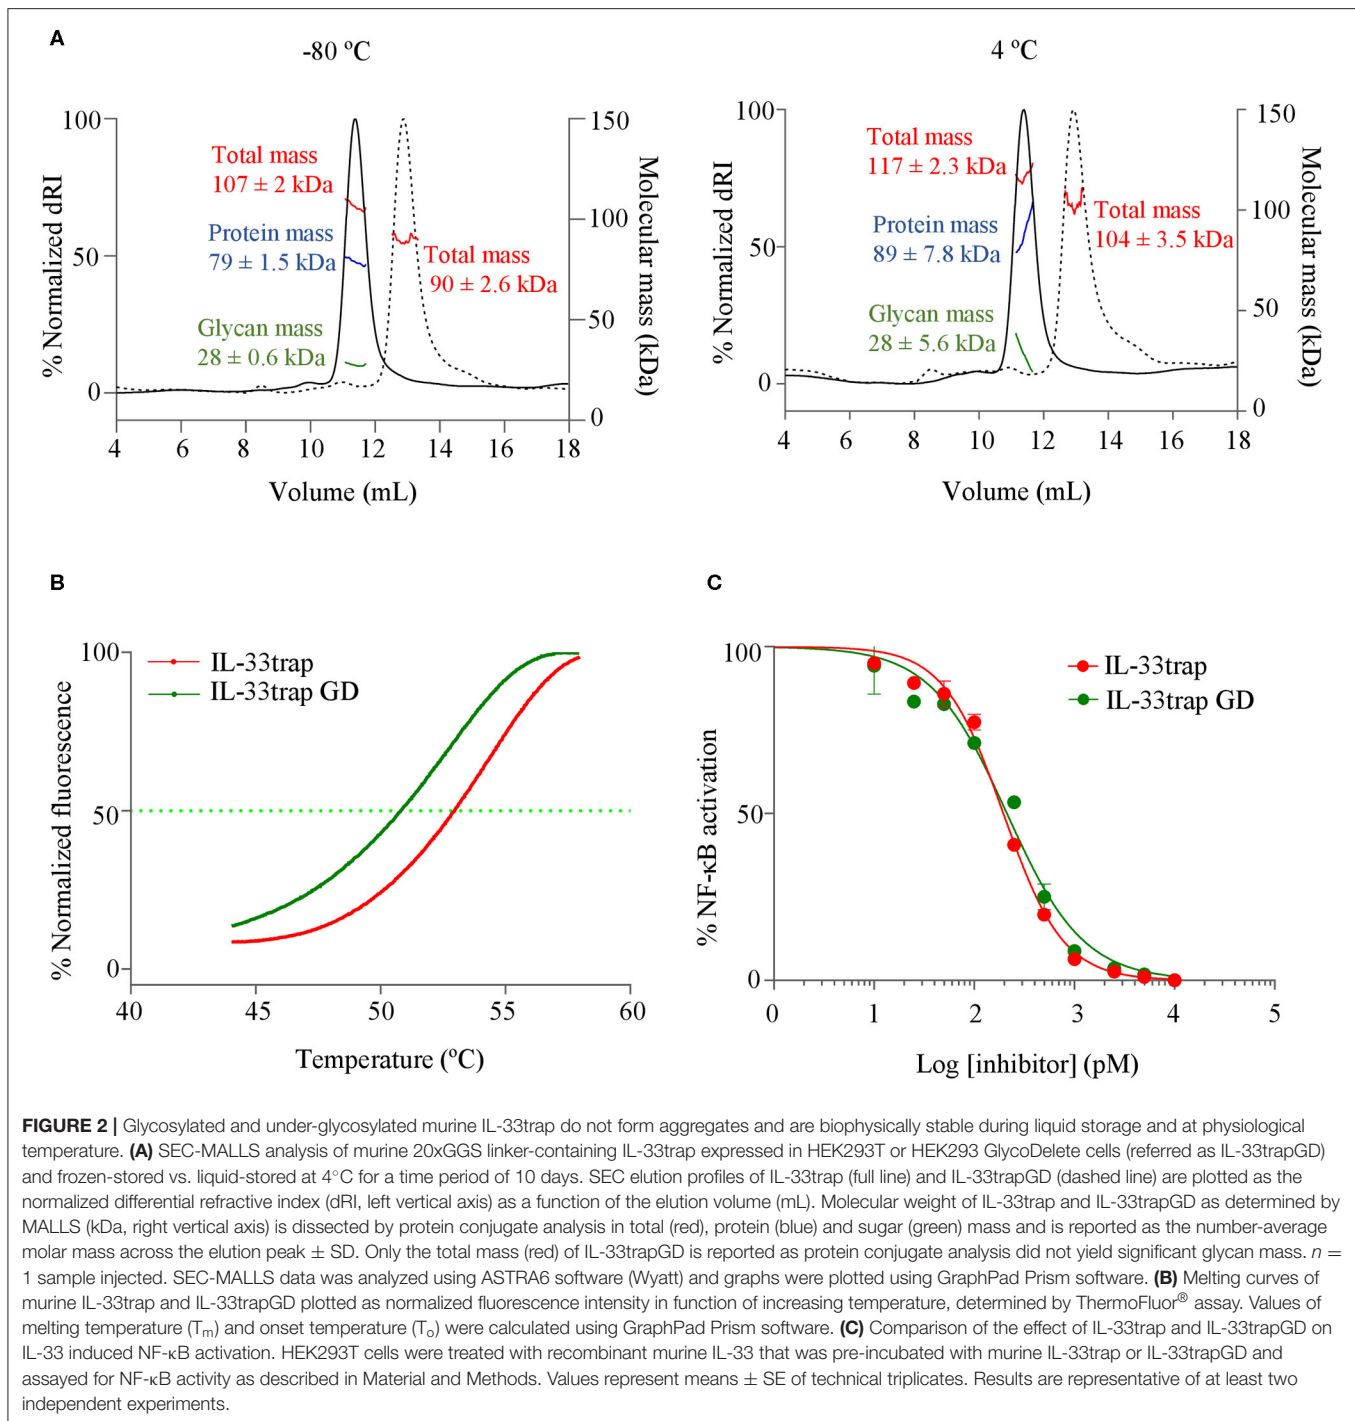 A
-80 ºC
4 ºC
100
50
0
% Normalized dRI
150
100
50
0
Molecular mass (kDa)
Total mass
107 ± 2 kDa
Protein mass
79 ± 1.5 kDa
Glycan mass
28 ± 0.6 kDa
Total mass
90 ± 2.6 kDa
4 6 8 10 12 14 16 18
Volume (mL)
100
50
0
% Normalized dRI
150
100
50
0
Molecular mass (kDa)
Total mass
117 ± 2.3 kDa
Protein mass
89 ± 7.8 kDa
Glycan mass
28 ± 5.6 kDa
Total mass
104 ± 3.5 kDa
4 6 8 10 12 14 16 18
Volume (mL)
B
100
50
0
% Normalized fluorescence
IL-33trap
IL-33trap GD
40 45 50 55 60
Temperature (ºC)
C
100
50
0
% NF-κB activation
IL-33trap
IL-33trap GD
0 1 2 3 4 5
Log [inhibitor] (pM)
FIGURE 2 | Glycosylated and under-glycosylated murine IL-33trap do not form aggregates and are biophysically stable during liquid storage and at physiological
temperature. (A) SEC-MALLS analysis of murine 20xGGS linker-containing IL-33trap expressed in HEK293T or HEK293 GlycoDelete cells (referred as IL-33trapGD)
and frozen-stored vs. liquid-stored at 4°C for a time period of 10 days. SEC elution profiles of IL-33trap (full line) and IL-33trapGD (dashed line) are plotted as the
normalized differential refractive index (dRI, left vertical axis) as a function of the elution volume (mL). Molecular weight of IL-33trap and IL-33trapGD as determined by
MALLS (kDa, right vertical axis) is dissected by protein conjugate analysis in total (red), protein (blue) and sugar (green) mass and is reported as the number-average
molar mass across the elution peak ± SD. Only the total mass (red) of IL-33trapGD is reported as protein conjugate analysis did not yield significant glycan mass. n =
1 sample injected. SEC-MALLS data was analyzed using ASTRA6 software (Wyatt) and graphs were plotted using GraphPad Prism software. (B) Melting curves of
murine IL-33trap and IL-33trapGD plotted as normalized fluorescence intensity in function of increasing temperature, determined by ThermoFluor® assay. Values of
melting temperature (Tm) and onset temperature (To) were calculated using GraphPad Prism software. (C) Comparison of the effect of IL-33trap and IL-33trapGD on
IL-33 induced NF-κB activation. HEK293T cells were treated with recombinant murine IL-33 that was pre-incubated with murine IL-33trap or IL-33trapGD and
assayed for NF-κB activity as described in Material and Methods. Values represent means ± SE of technical triplicates. Results are representative of at least two
independent experiments.